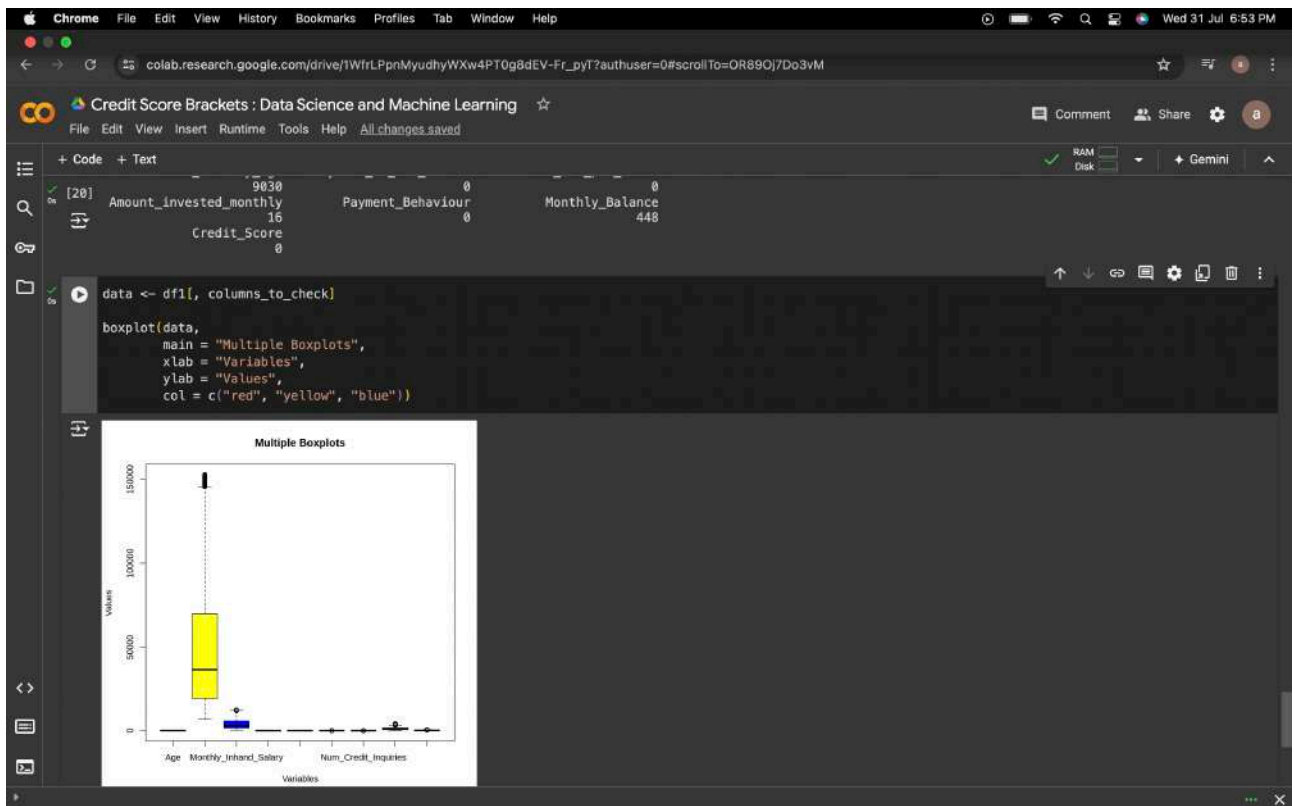 Chrome File Edit View History Bookmarks Profiles Tab Window Help Wed 31 Jul 6:53 PM
colab.research.google.com/drive/1WfrLPpnMyudhyWXw4PT0g8dEV-Fr_pyT?authuser=0#scrollTo=OR89Oj7Do3vM
CO Credit Score Brackets : Data Science and Machine Learning
Comment Share a
File Edit View Insert Runtime Tools Help All changes saved
+ Code + Text RAM Disk Gemini
[20] 9030 0 0
0s Amount_invested_monthly Payment_Behaviour Monthly_Balance
16 0 448
Credit_Score
0
0s data <- df1[, columns_to_check]
boxplot(data,
main = "Multiple Boxplots",
xlab = "Variables",
ylab = "Values",
col = c("red", "yellow", "blue"))
Multiple Boxplots
150000
100000
Values
50000
0
Age Monthly_Inhand_Salary Num_Credit_Inquiries
Variables